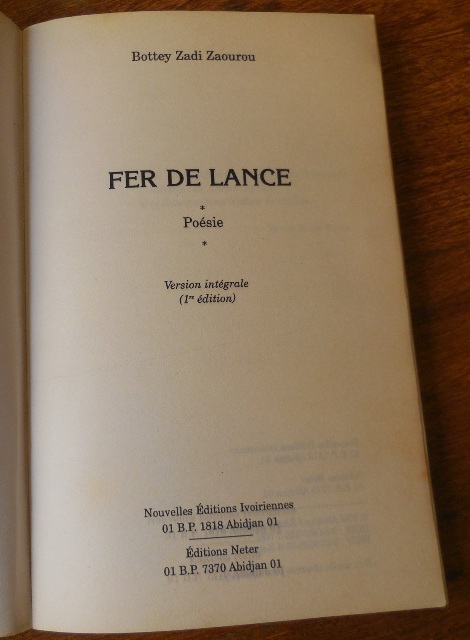 Bottey Zadi Zaourou
FER DE LANCE
*
Poésie
*
Version intégrale
(1re édition)
Nouvelles Éditions Ivoiriennes
01 B.P. 1818 Abidjan 01
Éditions Neter
01 B.P. 7370 Abidjan 01